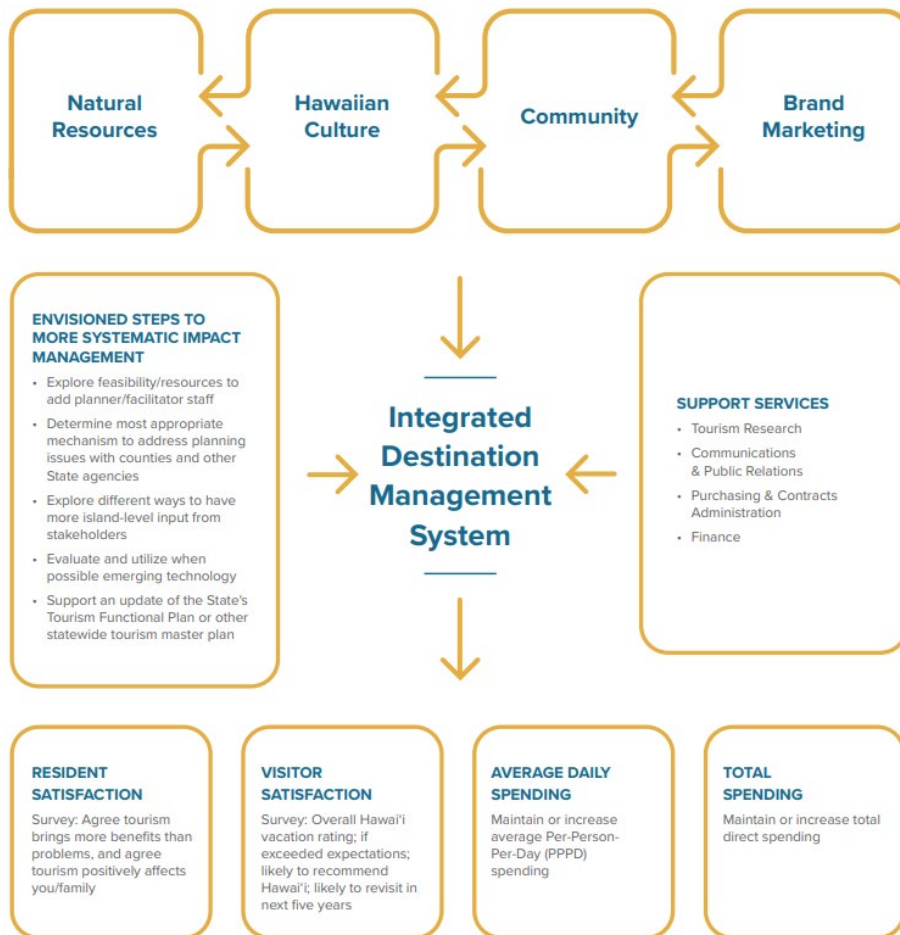 Natural
Resources
Hawaiian
Culture
Community
Brand
Marketing
ENVISIONED STEPS TO
MORE SYSTEMATIC IMPACT
MANAGEMENT
• Explore feasibility/resources to
add planner/facilitator staff
• Determine most appropriate
mechanism to address planning
issues with counties and other
State agencies
• Explore different ways to have
more island-level input from
stakeholders
• Evaluate and utilize when
possible emerging technology
• Support an update of the State's
Tourism Functional Plan or other
statewide tourism master plan
Integrated
Destination
Management
System
SUPPORT SERVICES
• Tourism Research
• Communications
& Public Relations
• Purchasing & Contracts
Administration
• Finance
RESIDENT
SATISFACTION
Survey: Agree tourism
brings more benefits than
problems, and agree
tourism positively affects
you/family
VISITOR
SATISFACTION
Survey: Overall Hawai‘i
vacation rating; if
exceeded expectations;
likely to recommend
Hawai‘i; likely to revisit in
next five years
AVERAGE DAILY
SPENDING
Maintain or increase
average Per-Person-
Per-Day (PPPD)
spending
TOTAL
SPENDING
Maintain or increase total
direct spending